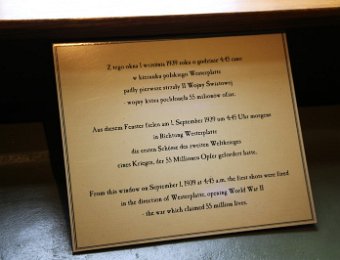 Z tego okna 1 września 1939 roku o godzinie 4:45 rano
w kierunku polskiego Westerplatte
padły pierwsze strzały II Wojny Światowej
- wojny która pochłonęła 55 milionów ofiar.
Aus diesem Fenster fielen am 1. September 1939 um 4:45 Uhr morgens
in Richtung Westerplatte
die ersten Schüsse des zweiten Weltkrieges
eines Krieges, der 55 Millionen Opfer gefordert hatte.
From this window on September 1, 1939 at 4:45 a.m. the first shots were fired
in the direction of Westerplatte, opening World War II
- the war which claimed 55 million lives.